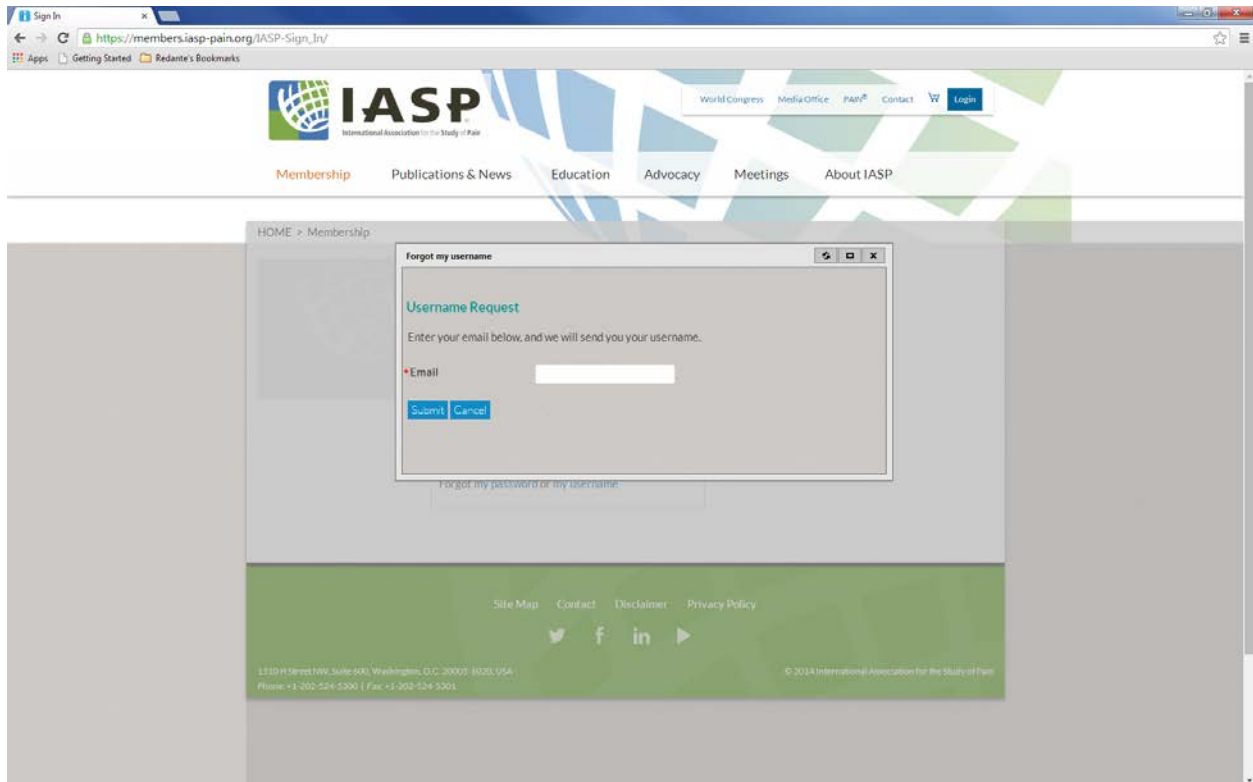 Sign In
https://members.iasp-pain.org/IASP-Sign_In/
Apps Getting Started Redante's Bookmarks
IASP
International Association for the Study of Pain
World Congress Media Office PAIN® Contact Login
Membership Publications & News Education Advocacy Meetings About IASP
HOME > Membership
Forgot my username
Username Request
Enter your email below, and we will send you your username.
*Email
Submit Cancel
Forgot my password or my username
Site Map Contact Disclaimer Privacy Policy
Street NW, Suite 600, Washington, D.C. USA
© 2014 International Association for the Study of Pain
Phone: +1-202-524-5300 | Fax: +1-202-524-5301